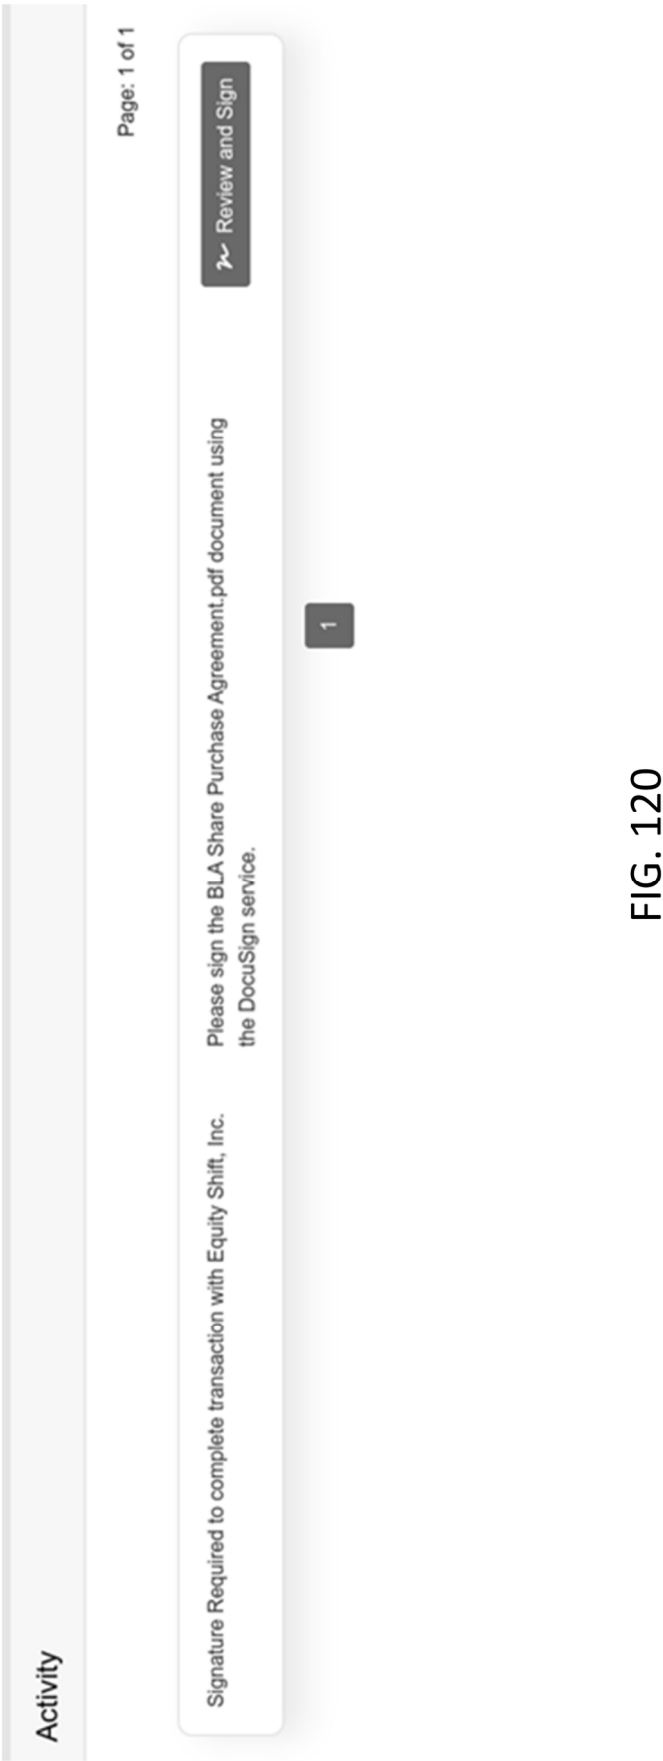 Activity
Page: 1 of 1
Signature Required to complete transaction with Equity Shift, Inc.
Please sign the BLA Share Purchase Agreement.pdf document using
the DocuSign service.
Review and Sign
1
FIG. 120